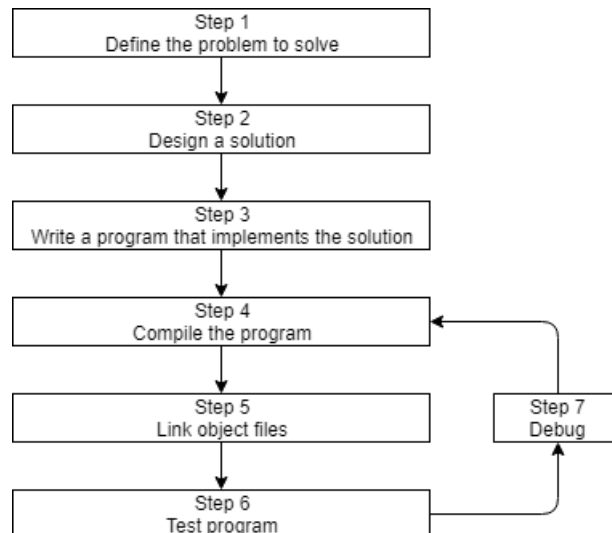 Step 1
Define the problem to solve
Step 2
Design a solution
Step 3
Write a program that implements the solution
Step 4
Compile the program
Step 5
Link object files
Step 7
Debug
Step 6
Test program